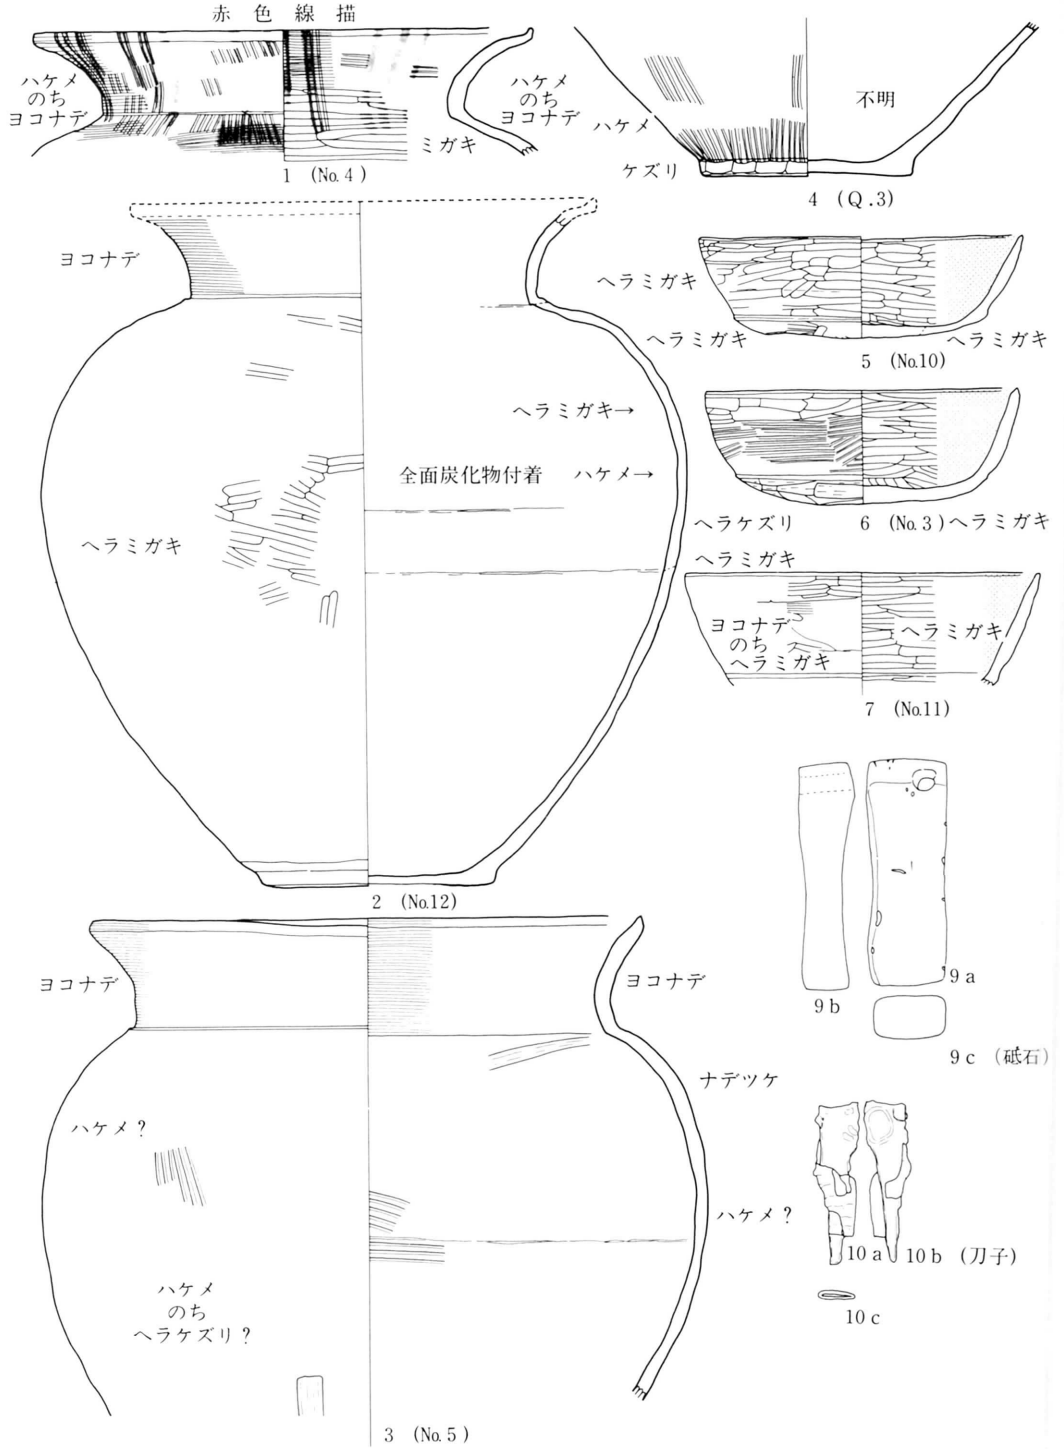 赤色線描
ハケメ
のち
ヨコナデ
ハケメ
のち
ヨコナデ
ミガキ
1 (No.4)
不明
ハケメ
ケズリ
4 (Q.3)
ヨコナデ
ヘラミガキ→
全面炭化物付着 ハケメ→
ヘラミガキ
2 (No.12)
ヘラミガキ
ヘラミガキ
ヘラミガキ
5 (No.10)
ヘラケズリ
6 (No.3)
ヘラミガキ
ヘラミガキ
ヨコナデ
のち
ヘラミガキ
ヘラミガキ
7 (No.11)
ヨコナデ
ヨコナデ
ナデツケ
ハケメ?
ハケメ?
ハケメ
のち
ヘラケズリ?
3 (No.5)
9b
9a
9c (砥石)
10a
10b (刀子)
10c